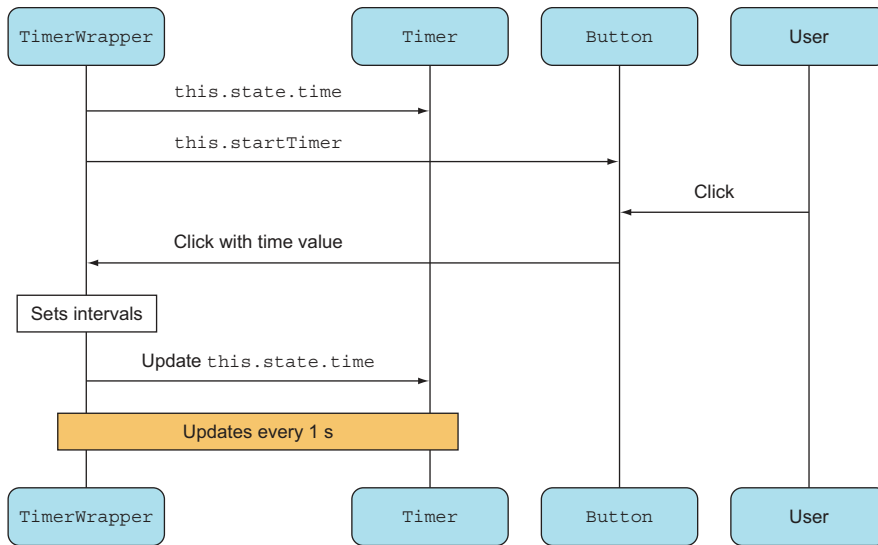 TimerWrapper
Timer
Button
User
this.state.time
this.startTimer
Click
Click with time value
Sets intervals
Update this.state.time
Updates every 1 s
TimerWrapper
Timer
Button
User